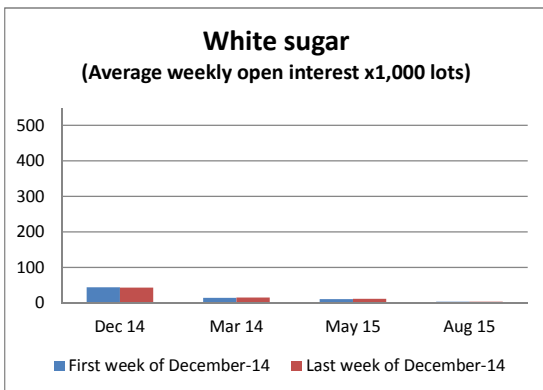 White sugar
(Average weekly open interest x1,000 lots)
500
400
300
200
100
0
Dec 14 Mar 14 May 15 Aug 15
First week of December-14 Last week of December-14